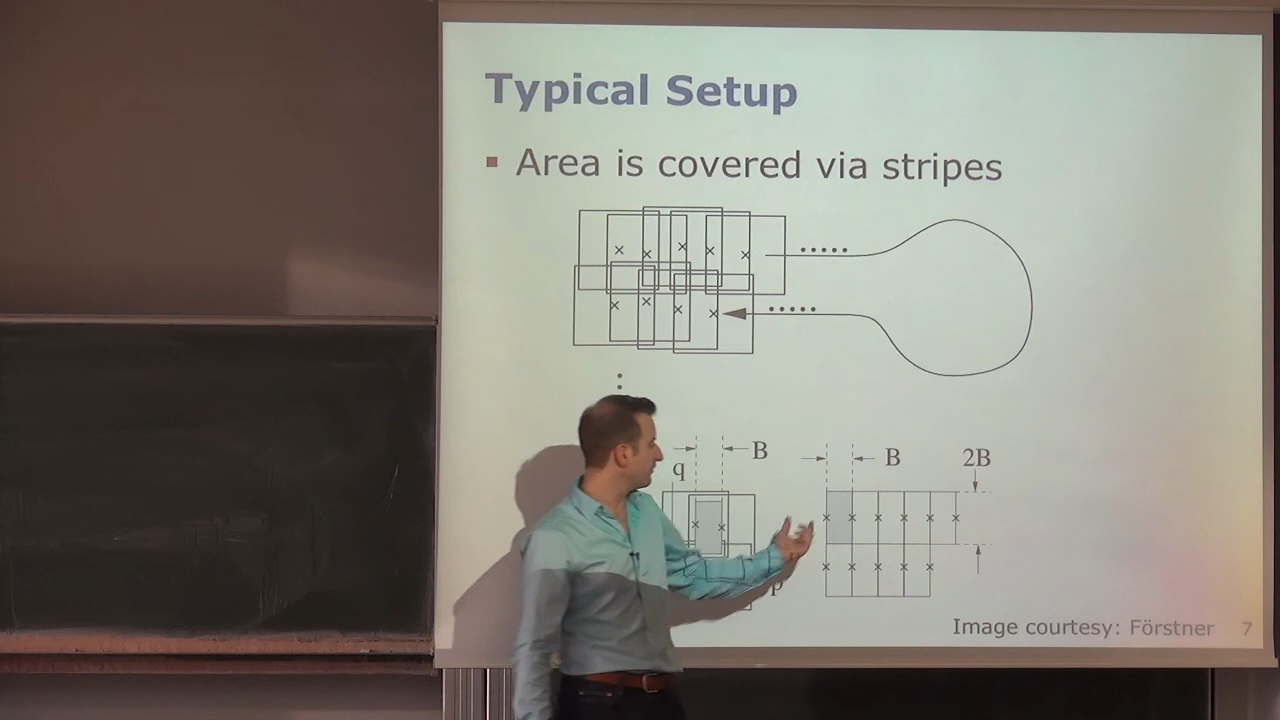 Typical Setup
Area is covered via stripes
B
q
B
2B
p
Image courtesy: Förstner 7